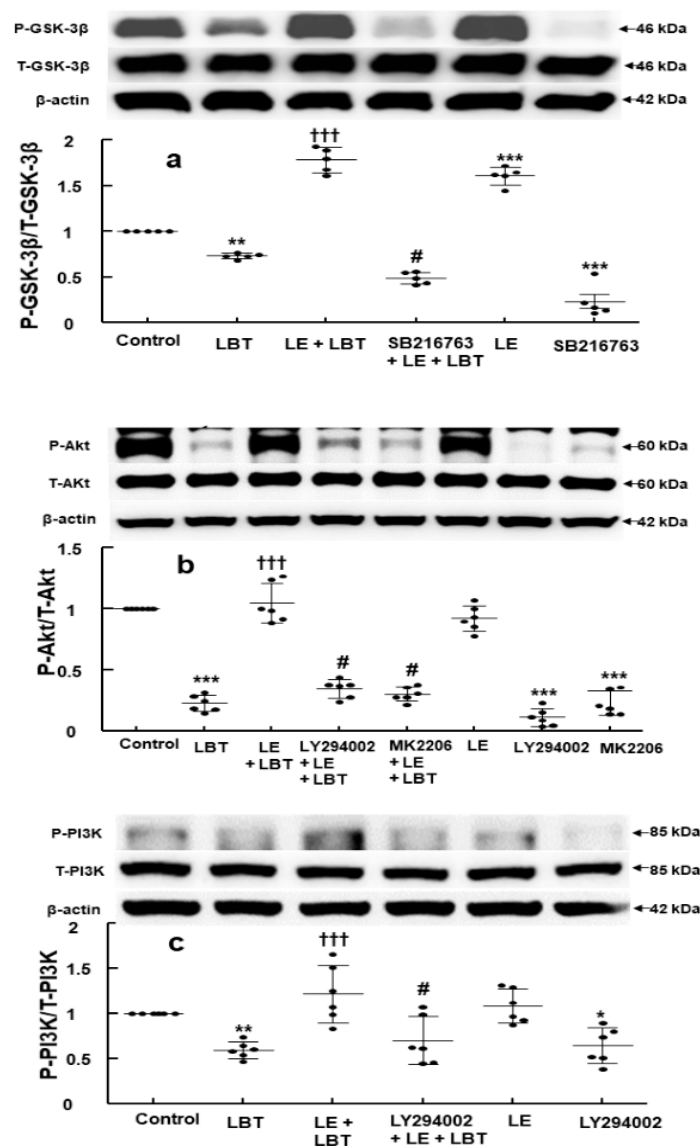 P-GSK-3β
46 kDa
T-GSK-3β
46 kDa
β-actin
42 kDa
P-GSK-3β/T-GSK-3β
a
2
1.5
1
0.5
0
**
†††
#
***
***
Control
LBT
LE + LBT
SB216763
+ LE + LBT
LE
SB216763
P-Akt
60 kDa
T-AKt
60 kDa
β-actin
42 kDa
P-Akt/T-Akt
b
1.5
1
0.5
0
***
†††
#
#
***
***
Control
LBT
LE
+ LBT
LY294002
+ LE
+ LBT
MK2206
+ LE
+ LBT
LE
LY294002
MK2206
P-PI3K
85 kDa
T-PI3K
85 kDa
β-actin
42 kDa
P-PI3K/T-PI3K
c
2
1.5
1
0.5
0
**
†††
#
*
Control
LBT
LE +
LBT
LY294002
+ LE + LBT
LE
LY294002